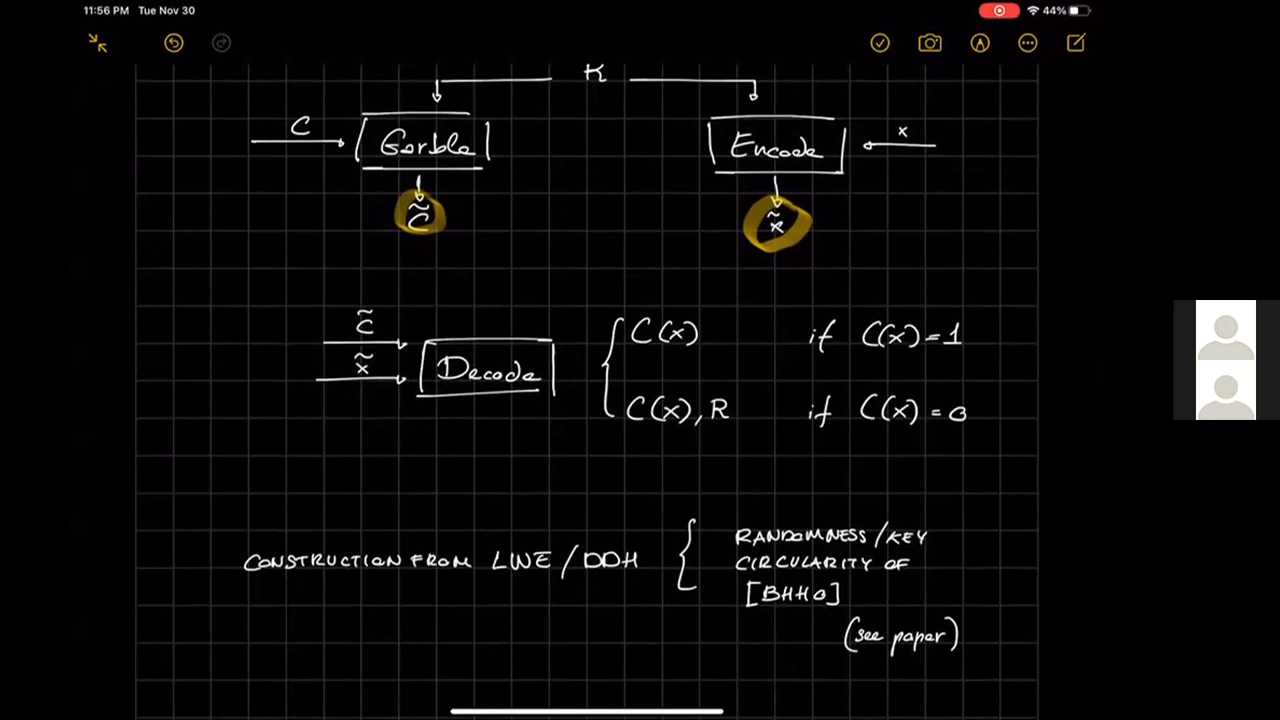 11:56 PM Tue Nov 30
44%
K
C
Garble
Encode
x
C̃
x̃
C̃
x̃
Decode
C(x) if C(x)=1
C(x), R if C(x)=0
CONSTRUCTION FROM LWE/DDH
RANDOMNESS/KEY
CIRCULARITY OF
[BHHO]
(see paper)